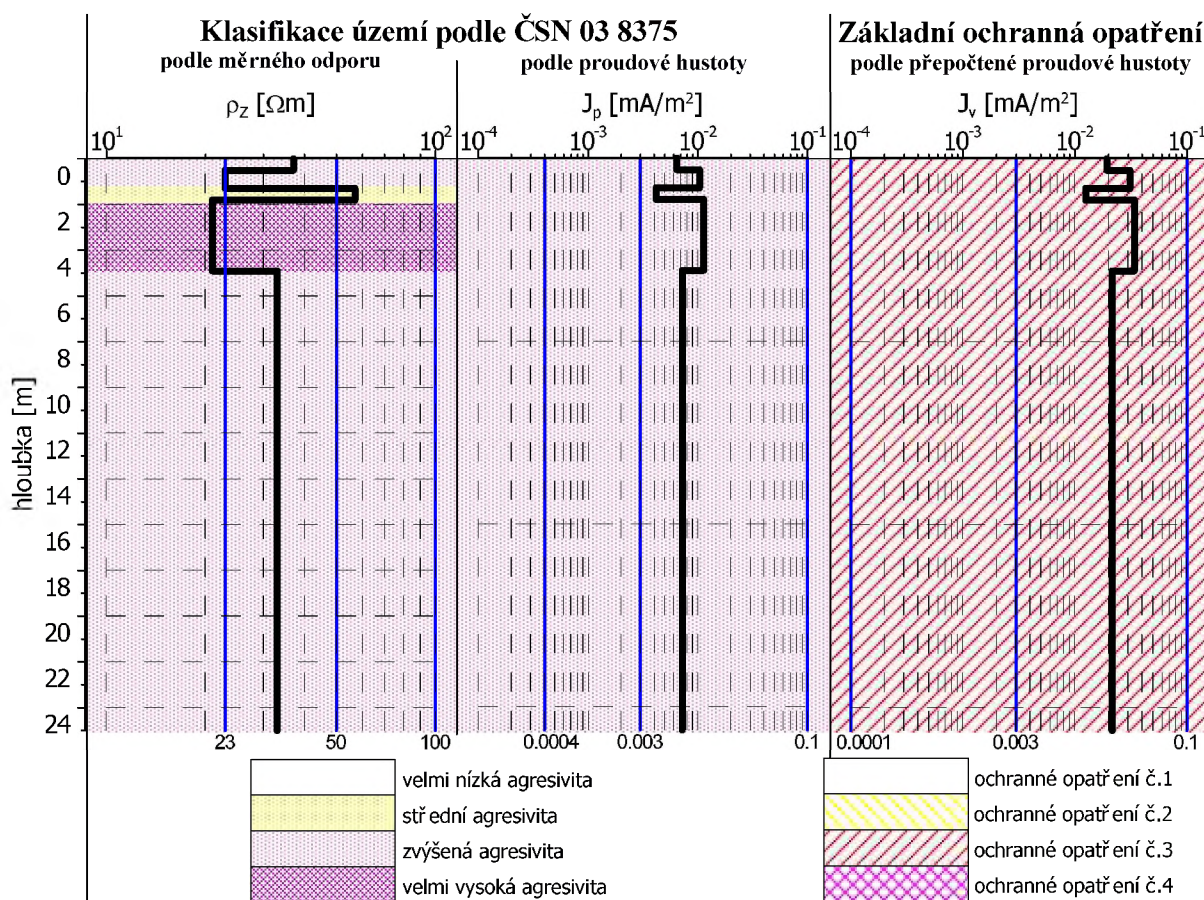 Klasifikace území podle ČSN 03 8375
Základní ochranná opatření
podle měrného odporu
podle proudové hustoty
podle přepočtené proudové hustoty
ρZ [Ωm]
Jp [mA/m²]
Jv [mA/m²]
10¹ 10²
10⁻⁴ 10⁻³ 10⁻² 10⁻¹
10⁻⁴ 10⁻³ 10⁻² 10⁻¹
hloubka [m]
0
2
4
6
8
10
12
14
16
18
20
22
24
23 50 100
0.0004 0.003 0.1
0.0001 0.003 0.1
velmi nízká agresivita
střední agresivita
zvýšená agresivita
velmi vysoká agresivita
ochranné opatření č.1
ochranné opatření č.2
ochranné opatření č.3
ochranné opatření č.4